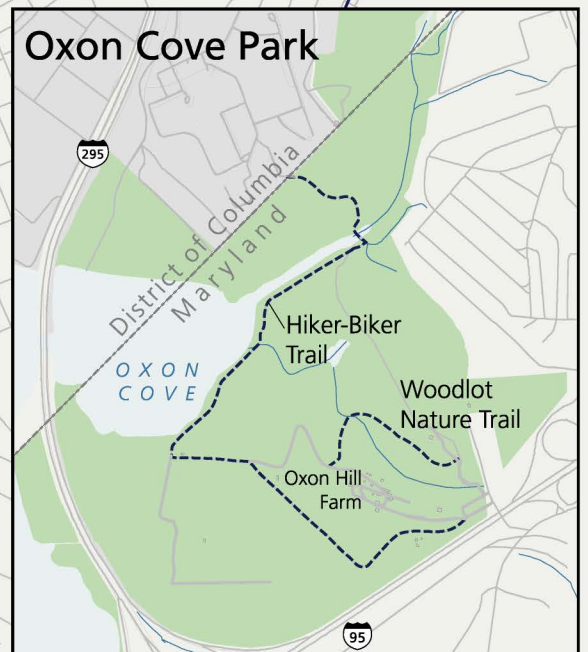 Oxon Cove Park
295
District of Columbia
Maryland
Hiker-Biker
Trail
OXON
COVE
Woodlot
Nature Trail
Oxon Hill
Farm
95